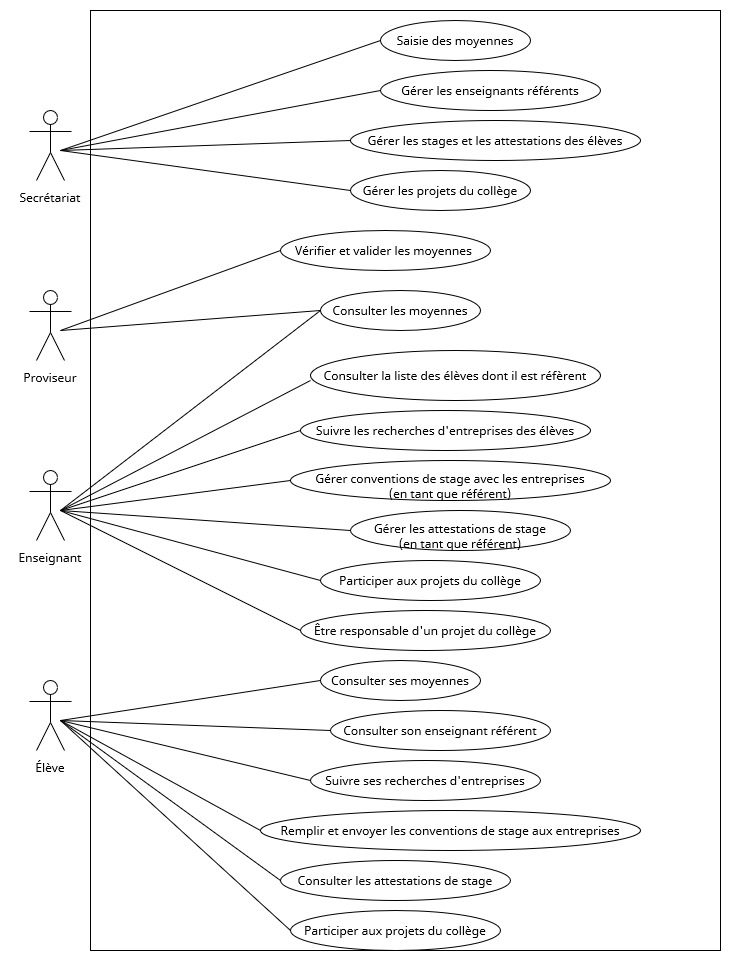 Saisie des moyennes
Gérer les enseignants référents
Gérer les stages et les attestations des élèves
Gérer les projets du collège
Secrétariat
Vérifier et valider les moyennes
Consulter les moyennes
Proviseur
Consulter la liste des élèves dont il est réfèrent
Suivre les recherches d'entreprises des élèves
Gérer conventions de stage avec les entreprises
(en tant que référent)
Gérer les attestations de stage
(en tant que référent)
Enseignant
Participer aux projets du collège
Être responsable d'un projet du collège
Consulter ses moyennes
Consulter son enseignant référent
Élève
Suivre ses recherches d'entreprises
Remplir et envoyer les conventions de stage aux entreprises
Consulter les attestations de stage
Participer aux projets du collège